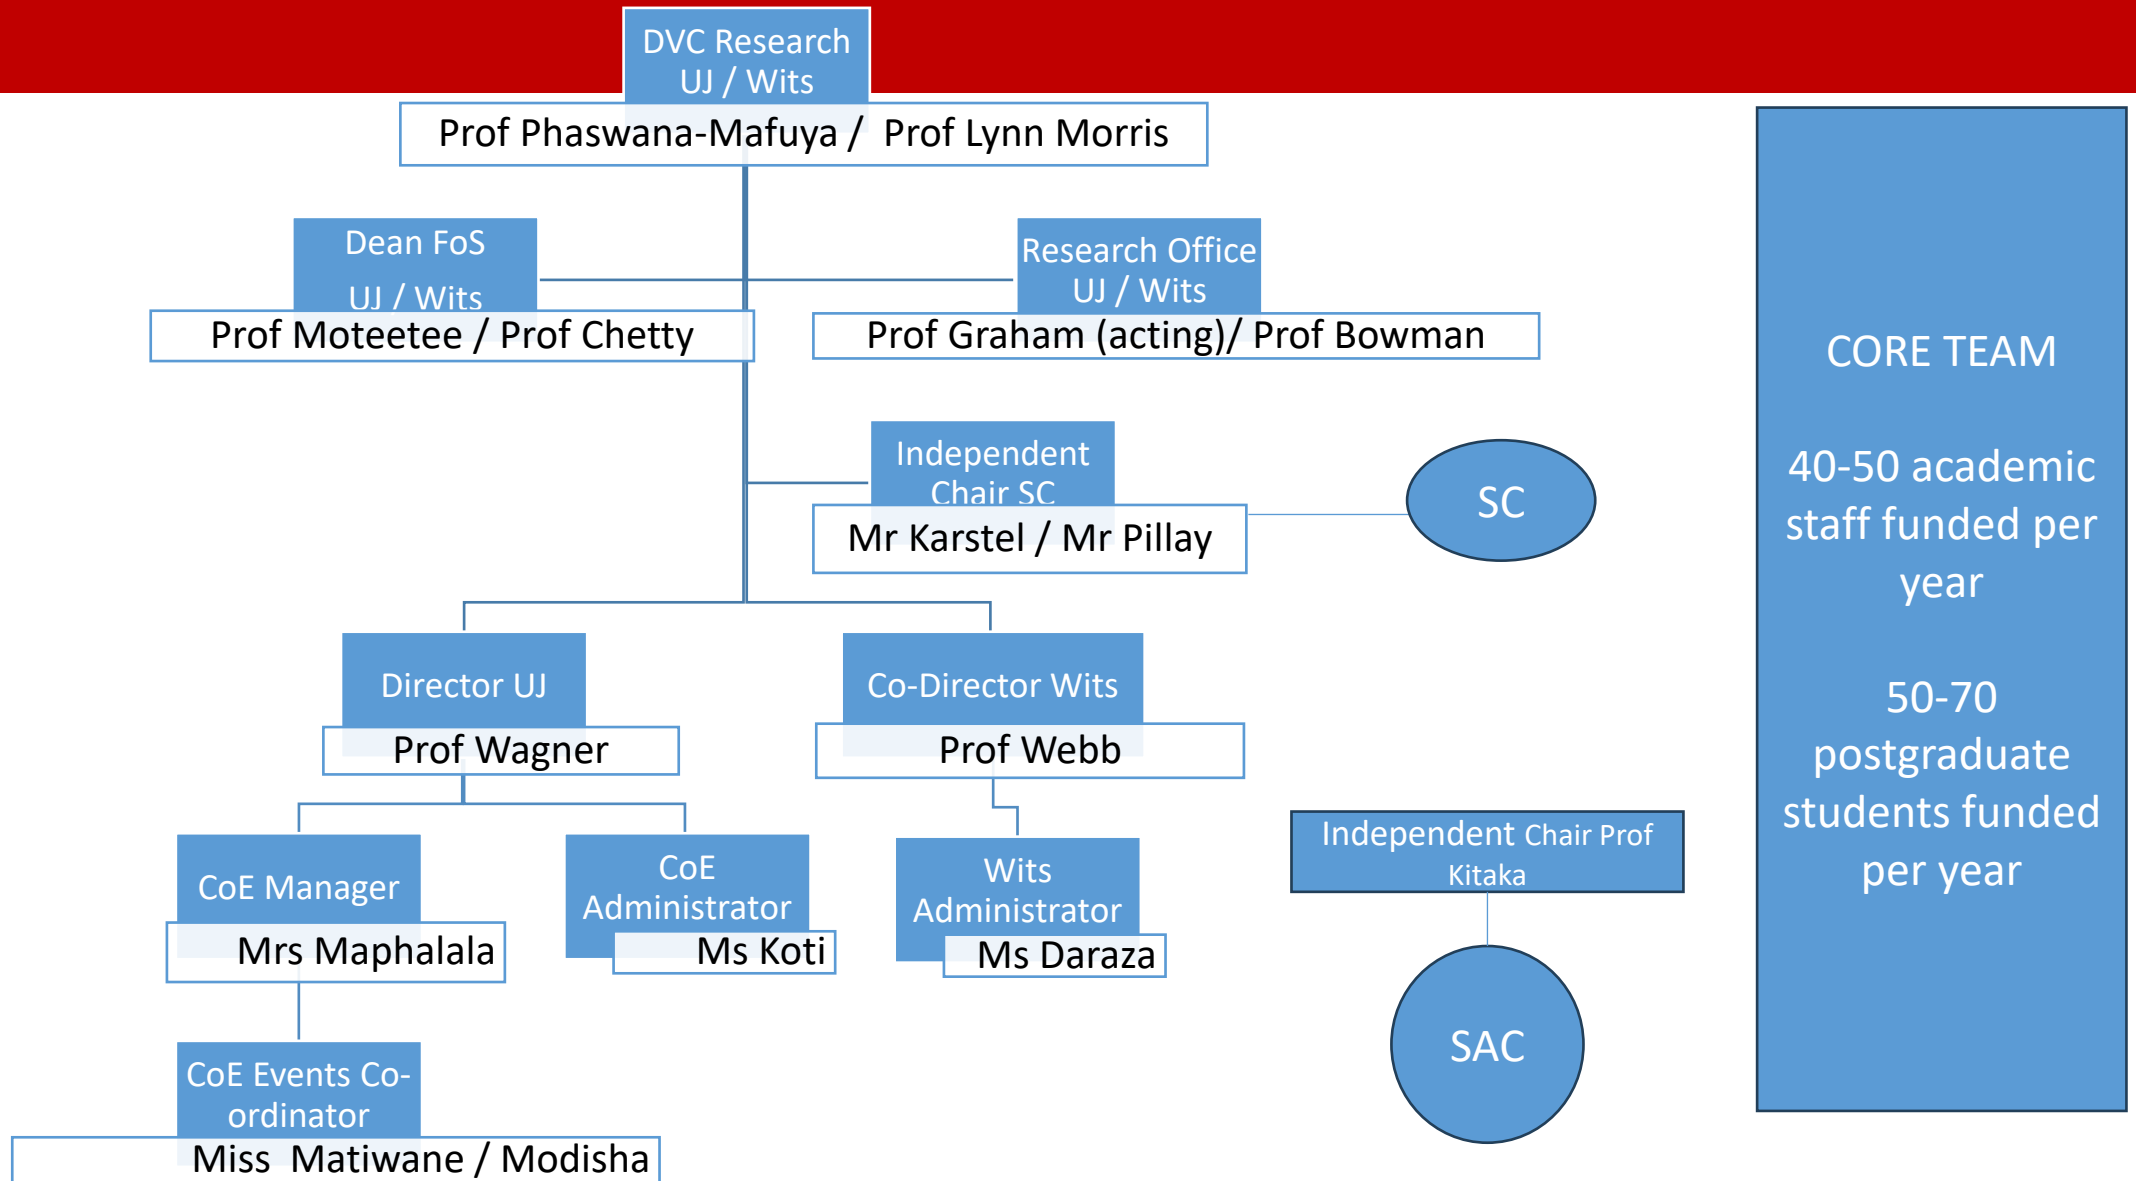 DVC Research
UJ / Wits
Prof Phaswana-Mafuya / Prof Lynn Morris
Dean FoS
UJ / Wits
Prof Moteetee / Prof Chetty
Research Office
UJ / Wits
Prof Graham (acting)/ Prof Bowman
Independent
Chair SC
Mr Karstel / Mr Pillay
SC
Director UJ
Prof Wagner
Co-Director Wits
Prof Webb
CoE Manager
Mrs Maphalala
CoE
Administrator
Ms Koti
Wits
Administrator
Ms Daraza
CoE Events Co-
ordinator
Miss Matiwane / Modisha
Independent Chair Prof
Kitaka
SAC
CORE TEAM
40-50 academic
staff funded per
year
50-70
postgraduate
students funded
per year